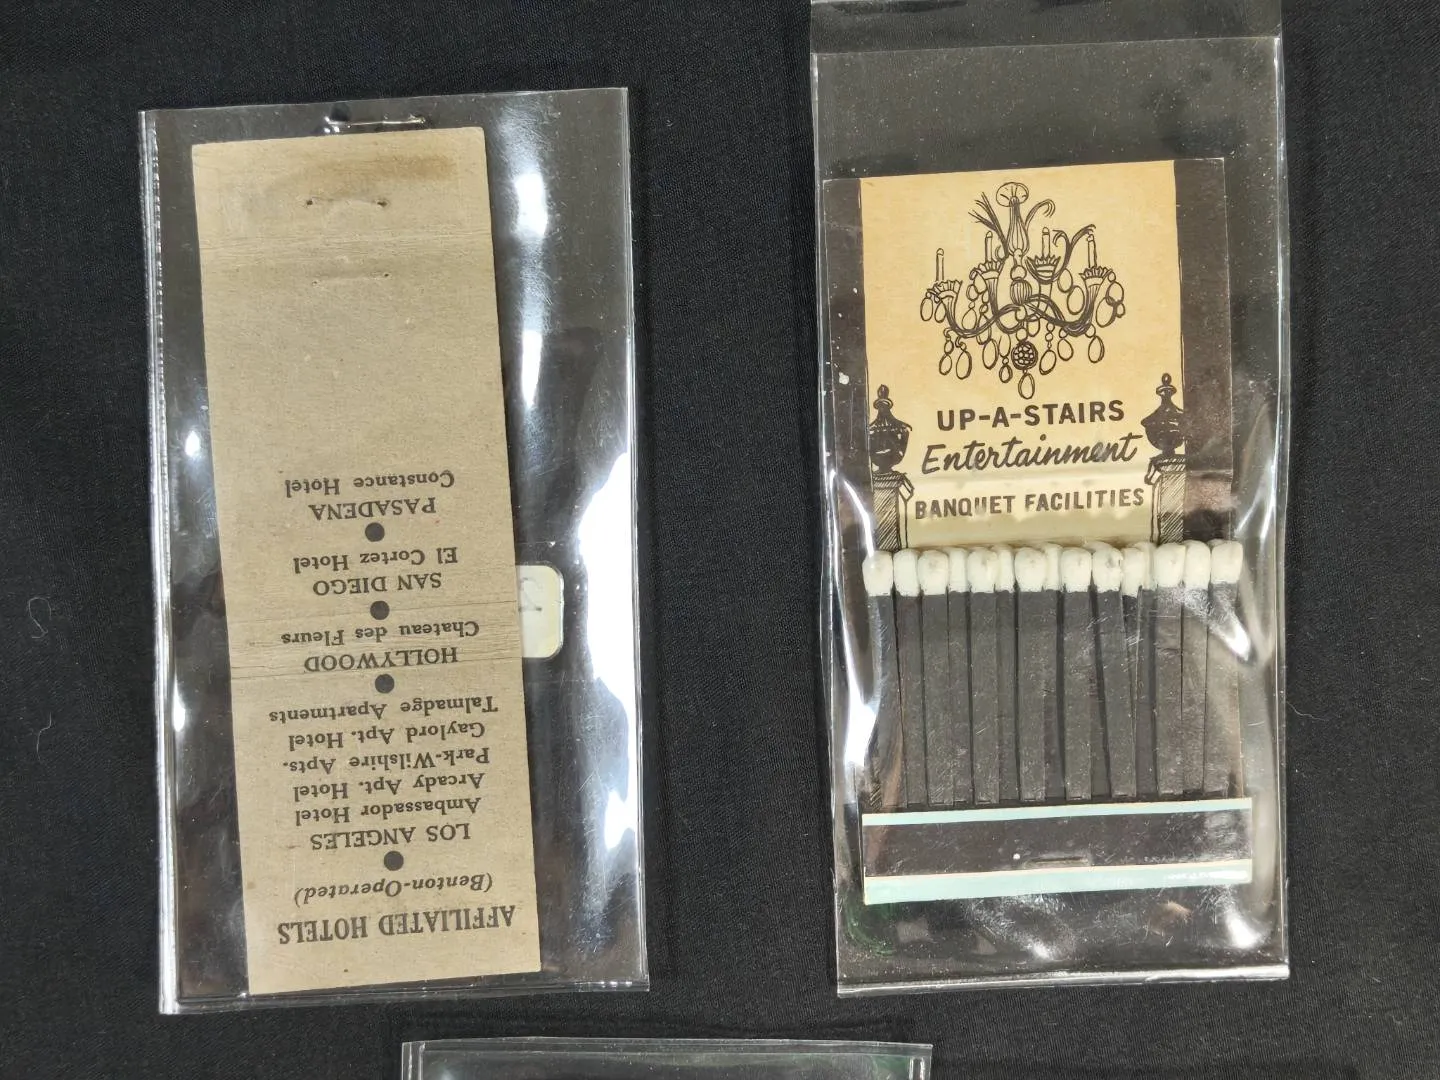 AFFILIATED HOTELS
(Benton-Operated)
LOS ANGELES
Ambassador Hotel
Arcady Apt. Hotel
Park-Wilshire Apts.
Gaylord Apt. Hotel
Talmadge Apartments
HOLLYWOOD
Chateau des Fleurs
SAN DIEGO
El Cortez Hotel
PASADENA
Constance Hotel
UP-A-STAIRS
Entertainment
BANQUET FACILITIES